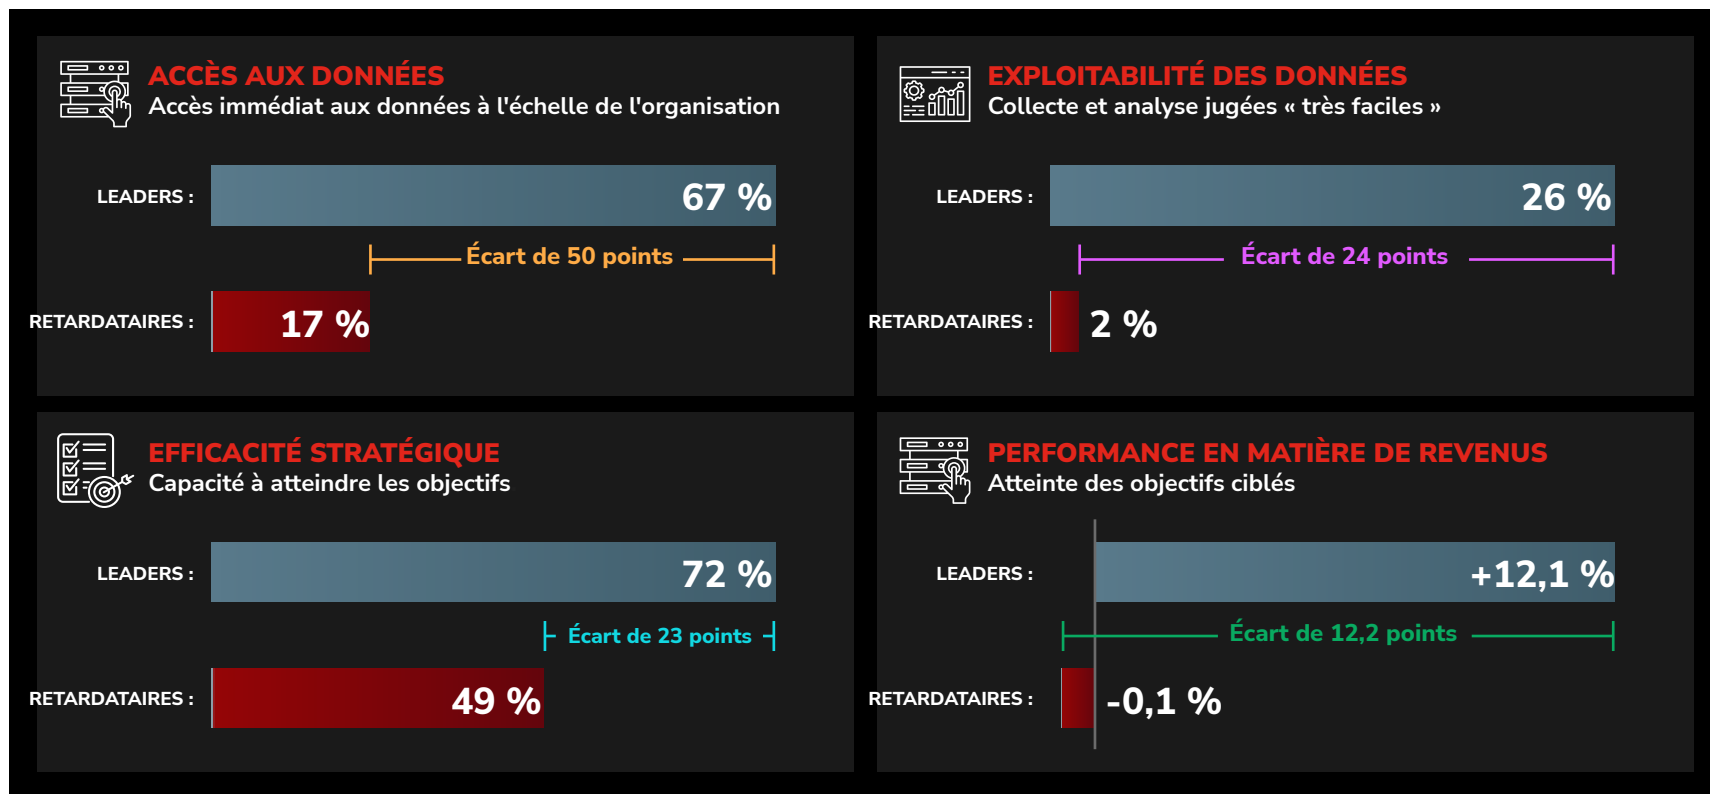 ACCÈS AUX DONNÉES
Accès immédiat aux données à l'échelle de l'organisation
LEADERS :
67 %
Écart de 50 points
RETARDATAIRES :
17 %
EXPLOITABILITÉ DES DONNÉES
Collecte et analyse jugées « très faciles »
LEADERS :
26 %
Écart de 24 points
RETARDATAIRES :
2 %
EFFICACITÉ STRATÉGIQUE
Capacité à atteindre les objectifs
LEADERS :
72 %
Écart de 23 points
RETARDATAIRES :
49 %
PERFORMANCE EN MATIÈRE DE REVENUS
Atteinte des objectifs ciblés
LEADERS :
+12,1 %
Écart de 12,2 points
RETARDATAIRES :
-0,1 %